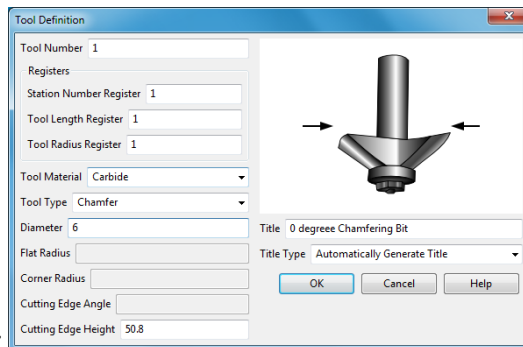 Tool Definition
Tool Number 1
Registers
Station Number Register 1
Tool Length Register 1
Tool Radius Register 1
Tool Material Carbide
Tool Type Chamfer
Diameter 6
Flat Radius
Corner Radius
Cutting Edge Angle
Cutting Edge Height 50.8
Title 0 degreee Chamfering Bit
Title Type Automatically Generate Title
OK Cancel Help